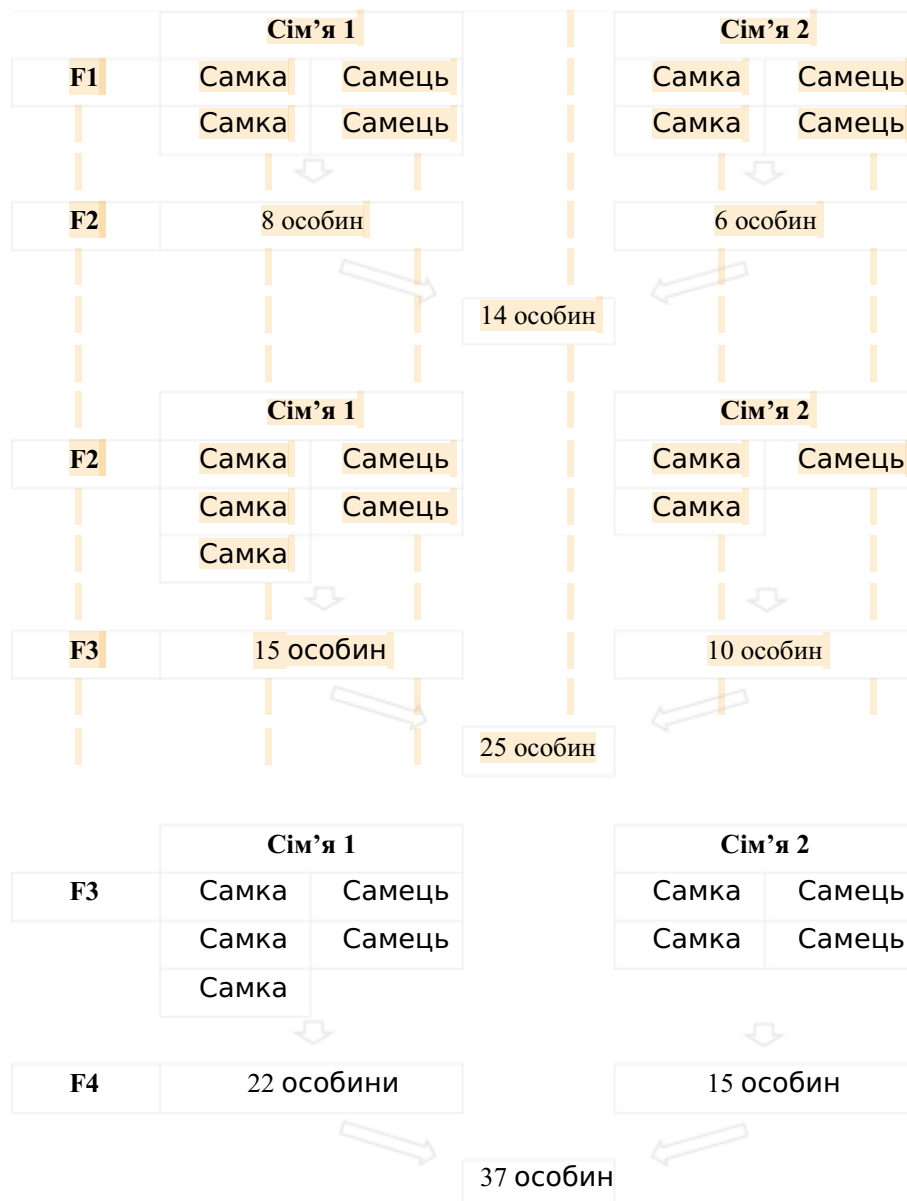 Сім’я 1 Сім’я 2
F1 Самка Самець Самка Самець
Самка Самець Самка Самець
F2 8 особин 6 особин
14 особин
Сім’я 1 Сім’я 2
F2 Самка Самець Самка Самець
Самка Самець Самка
Самка
F3 15 особин 10 особин
25 особин
Сім’я 1 Сім’я 2
F3 Самка Самець Самка Самець
Самка Самець Самка Самець
Самка
F4 22 особини 15 особин
37 особин